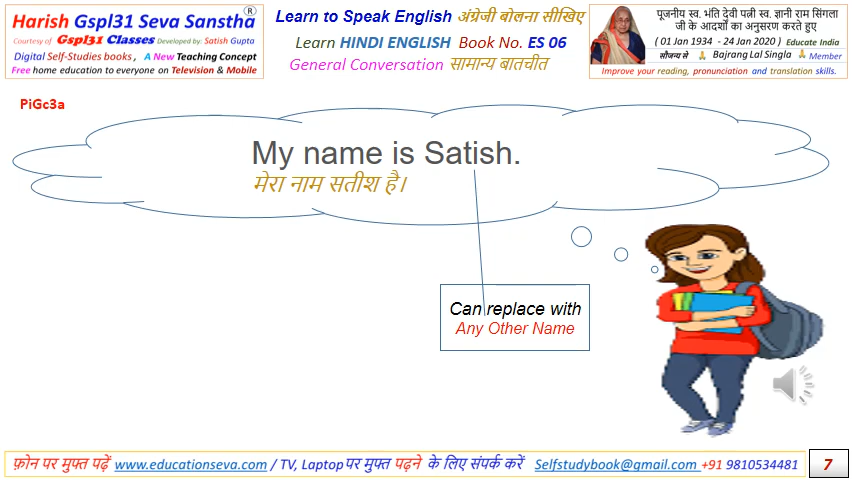 Harish Gspl31 Seva Sanstha ®
Courtesy of Gspl31 Classes Developed by: Satish Gupta
Digital Self-Studies books, A New Teaching Concept
Free home education to everyone on Television & Mobile
Learn to Speak English अंग्रेजी बोलना सीखिए
Learn HINDI ENGLISH Book No. ES 06
General Conversation सामान्य बातचीत
पूजनीय स्व. भंति देवी पत्नी स्व. ज्ञानी राम सिंगला
जी के आदर्शों का अनुसरण करते हुए
( 01 Jan 1934 - 24 Jan 2020 ) Educate India
सौजन्य से 🙏 Bajrang Lal Singla 🙏 Member
Improve your reading, pronunciation and translation skills.
PiGc3a
My name is Satish.
मेरा नाम सतीश है।
Can replace with
Any Other Name
फ़ोन पर मुफ्त पढ़ें www.educationseva.com / TV, Laptop पर मुफ्त पढ़ने के लिए संपर्क करें Selfstudybook@gmail.com +91 9810534481
7